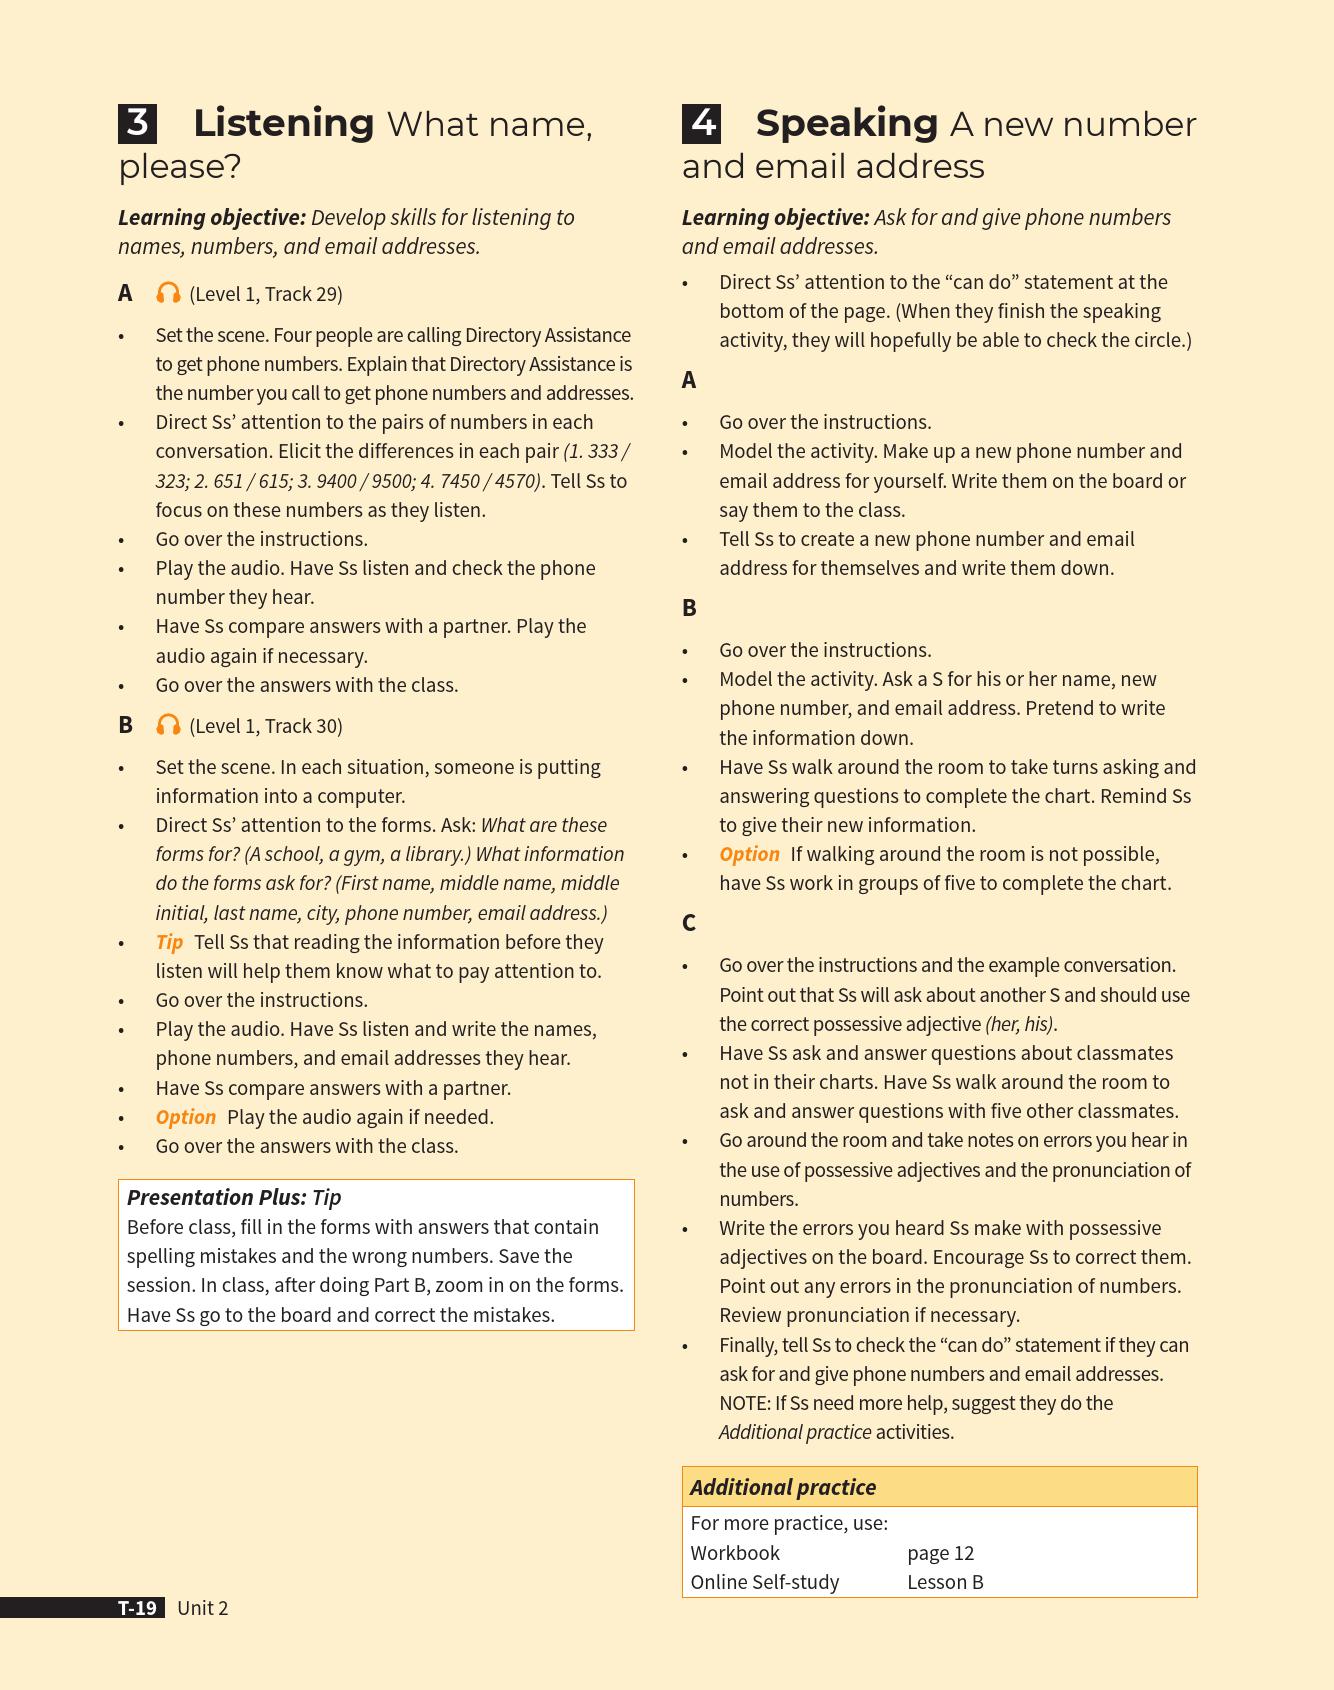 3 Listening What name,
please?
Learning objective: Develop skills for listening to
names, numbers, and email addresses.
A (Level 1, Track 29)
• Set the scene. Four people are calling Directory Assistance
to get phone numbers. Explain that Directory Assistance is
the number you call to get phone numbers and addresses.
• Direct Ss’ attention to the pairs of numbers in each
conversation. Elicit the differences in each pair (1. 333 /
323; 2. 651 / 615; 3. 9400 / 9500; 4. 7450 / 4570). Tell Ss to
focus on these numbers as they listen.
• Go over the instructions.
• Play the audio. Have Ss listen and check the phone
number they hear.
• Have Ss compare answers with a partner. Play the
audio again if necessary.
• Go over the answers with the class.
B (Level 1, Track 30)
• Set the scene. In each situation, someone is putting
information into a computer.
• Direct Ss’ attention to the forms. Ask: What are these
forms for? (A school, a gym, a library.) What information
do the forms ask for? (First name, middle name, middle
initial, last name, city, phone number, email address.)
• Tip Tell Ss that reading the information before they
listen will help them know what to pay attention to.
• Go over the instructions.
• Play the audio. Have Ss listen and write the names,
phone numbers, and email addresses they hear.
• Have Ss compare answers with a partner.
• Option Play the audio again if needed.
• Go over the answers with the class.
Presentation Plus: Tip
Before class, fill in the forms with answers that contain
spelling mistakes and the wrong numbers. Save the
session. In class, after doing Part B, zoom in on the forms.
Have Ss go to the board and correct the mistakes.
4 Speaking A new number
and email address
Learning objective: Ask for and give phone numbers
and email addresses.
• Direct Ss’ attention to the “can do” statement at the
bottom of the page. (When they finish the speaking
activity, they will hopefully be able to check the circle.)
A
• Go over the instructions.
• Model the activity. Make up a new phone number and
email address for yourself. Write them on the board or
say them to the class.
• Tell Ss to create a new phone number and email
address for themselves and write them down.
B
• Go over the instructions.
• Model the activity. Ask a S for his or her name, new
phone number, and email address. Pretend to write
the information down.
• Have Ss walk around the room to take turns asking and
answering questions to complete the chart. Remind Ss
to give their new information.
• Option If walking around the room is not possible,
have Ss work in groups of five to complete the chart.
C
• Go over the instructions and the example conversation.
Point out that Ss will ask about another S and should use
the correct possessive adjective (her, his).
• Have Ss ask and answer questions about classmates
not in their charts. Have Ss walk around the room to
ask and answer questions with five other classmates.
• Go around the room and take notes on errors you hear in
the use of possessive adjectives and the pronunciation of
numbers.
• Write the errors you heard Ss make with possessive
adjectives on the board. Encourage Ss to correct them.
Point out any errors in the pronunciation of numbers.
Review pronunciation if necessary.
• Finally, tell Ss to check the “can do” statement if they can
ask for and give phone numbers and email addresses.
NOTE: If Ss need more help, suggest they do the
Additional practice activities.
Additional practice
For more practice, use:
Workbook page 12
Online Self-study Lesson B
T-19 Unit 2